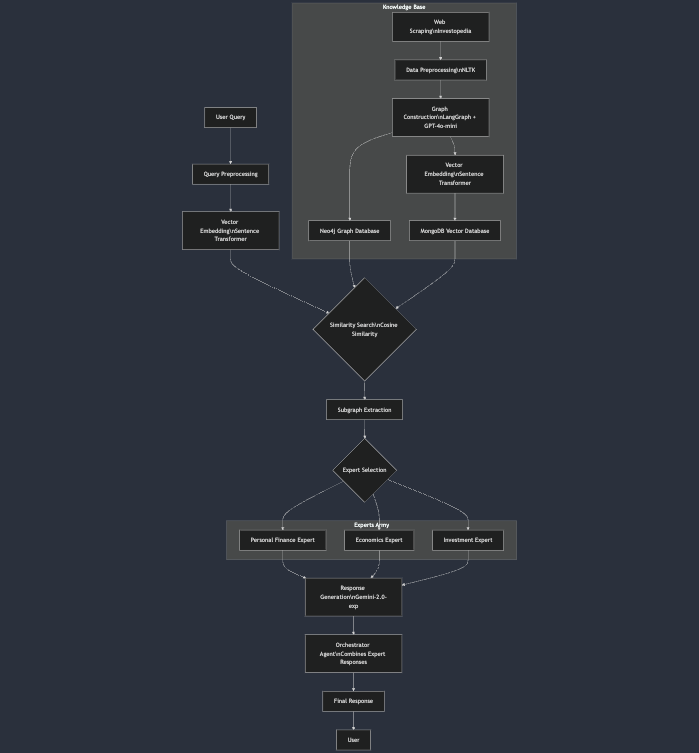 Knowledge Base
Web
Scraping\nInvestopedia
Data Preprocessing\nNLTK
Graph
Construction\nLangGraph +
GPT-4o-mini
User Query
Query Preprocessing
Vector
Embedding\nSentence
Transformer
Vector
Embedding\nSentence
Transformer
Neo4j Graph Database
MongoDB Vector Database
Similarity Search\nCosine
Similarity
Subgraph Extraction
Expert Selection
Experts Army
Personal Finance Expert
Economics Expert
Investment Expert
Response
Generation\nGemini-2.0-
exp
Orchestrator
Agent\nCombines Expert
Responses
Final Response
User